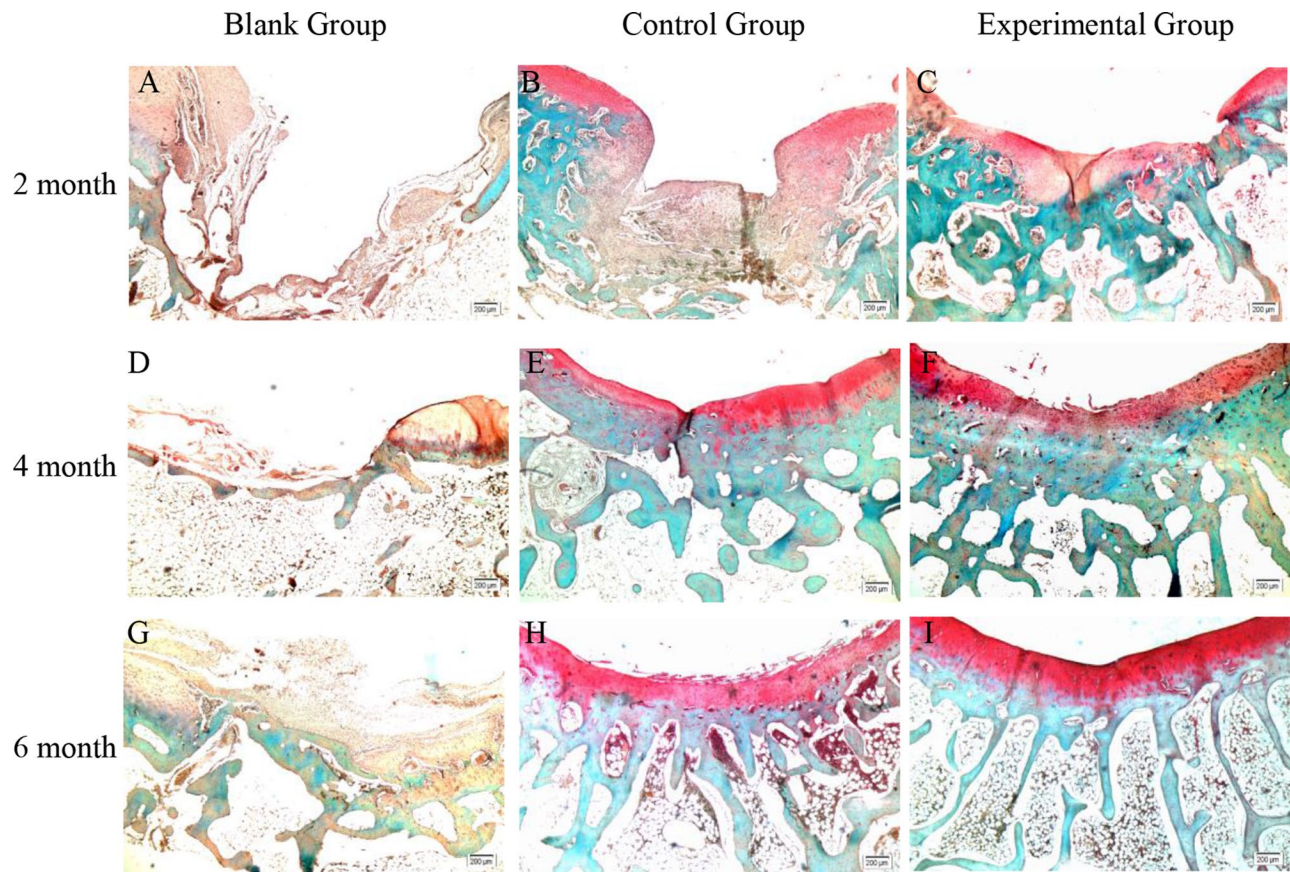 Blank Group Control Group Experimental Group
2 month
A B C
200 µm 200 µm 200 µm
4 month
D E F
200 µm 200 µm 200 µm
6 month
G H I
200 µm 200 µm 200 µm